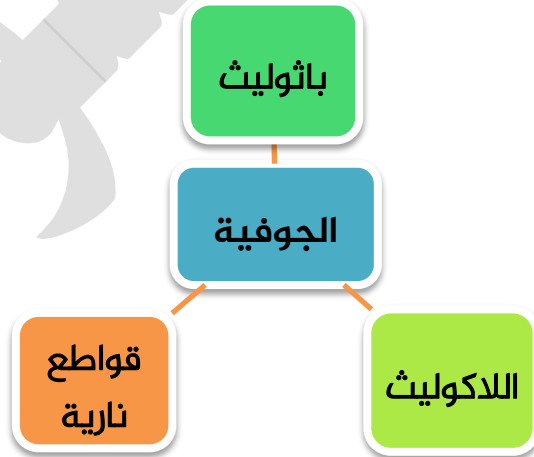 باثوليث
الجوفية
اللاكوليث
قواطع
نارية